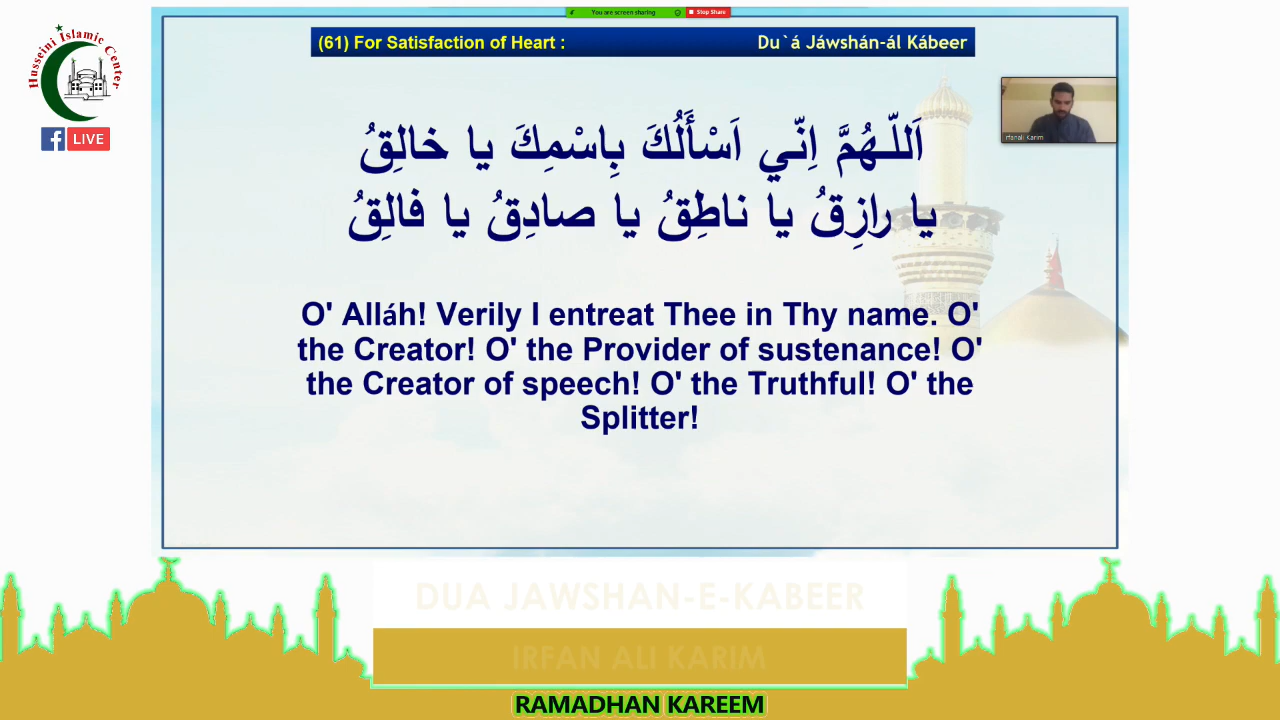 You are screen sharing
Stop Share
Husseini Islamic Center
LIVE
(61) For Satisfaction of Heart :
Du`á Jáwshán-ál Kábeer
Irfanali Karim
اَللّـهُمَّ اِنّي اَسْأَلُكَ بِاسْمِكَ يا خالِقُ
يا رازِقُ يا ناطِقُ يا صادِقُ يا فالِقُ
O' Alláh! Verily I entreat Thee in Thy name. O'
the Creator! O' the Provider of sustenance! O'
the Creator of speech! O' the Truthful! O' the
Splitter!
DUA JAWSHAN-E-KABEER
IRFAN ALI KARIM
RAMADHAN KAREEM